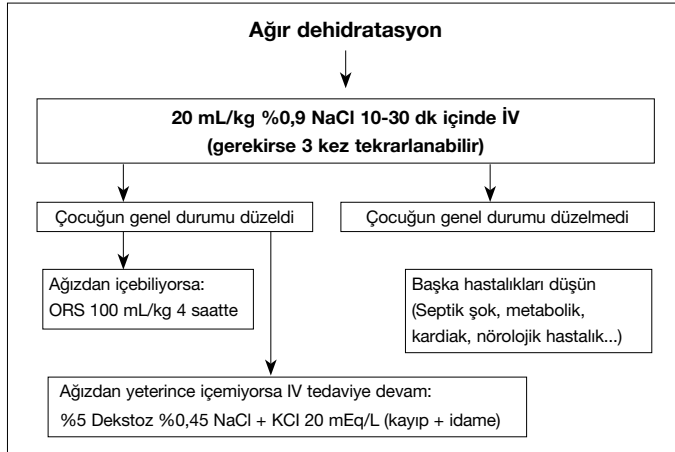 Ağır dehidratasyon
20 mL/kg %0,9 NaCl 10-30 dk içinde İV
(gerekirse 3 kez tekrarlanabilir)
Çocuğun genel durumu düzeldi
Çocuğun genel durumu düzelmedi
Ağızdan içebiliyorsa:
ORS 100 mL/kg 4 saatte
Başka hastalıkları düşün
(Septik şok, metabolik,
kardiak, nörolojik hastalık...)
Ağızdan yeterince içemiyorsa IV tedaviye devam:
%5 Dekstoz %0,45 NaCl + KCl 20 mEq/L (kayıp + idame)